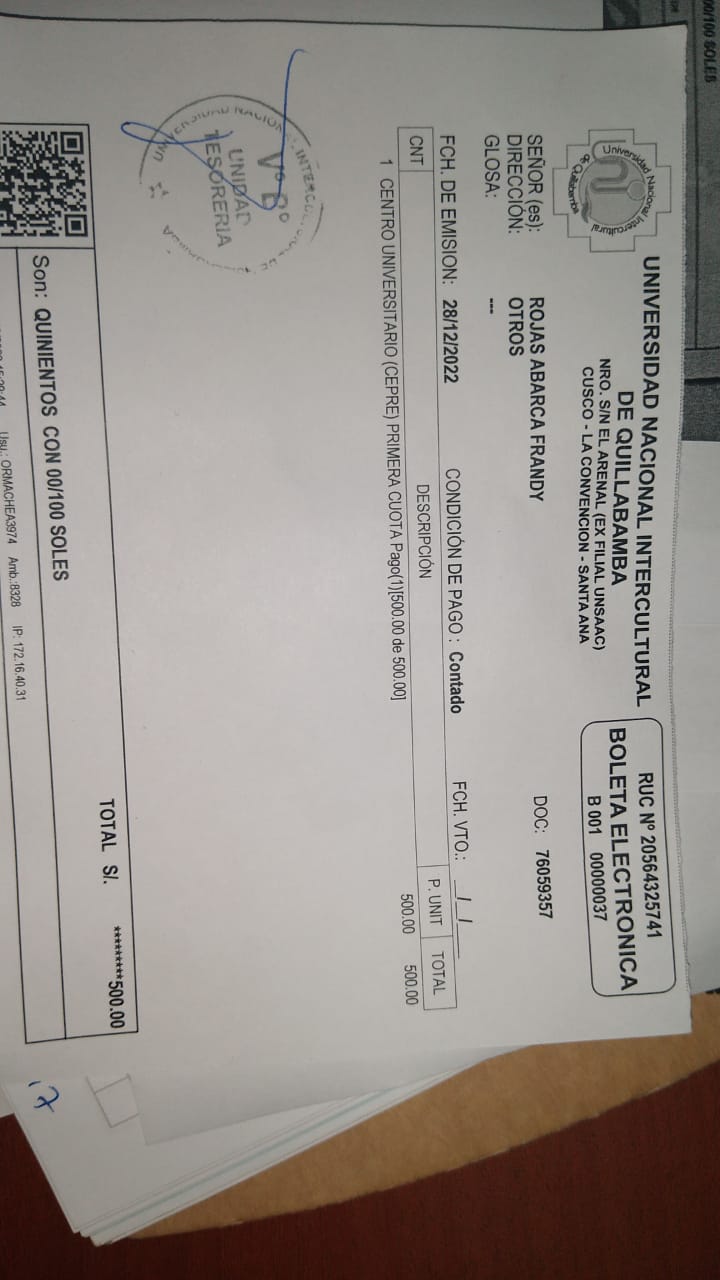 00/100 SOLES
Universidad Nacional Intercultural de Quillabamba
UNIVERSIDAD NACIONAL INTERCULTURAL
DE QUILLABAMBA
NRO. S/N EL ARENAL (EX FILIAL UNSAAC)
CUSCO - LA CONVENCION - SANTA ANA
RUC Nº 20564325741
BOLETA ELECTRONICA
B 001 00000037
SEÑOR (es): ROJAS ABARCA FRANDY DOC: 76059357
DIRECCIÓN: OTROS
GLOSA: ---
FCH. DE EMISION: 28/12/2022 CONDICIÓN DE PAGO : Contado FCH. VTO.: __/__/____
CNT DESCRIPCIÓN P. UNIT TOTAL
1 CENTRO UNIVERSITARIO (CEPRE) PRIMERA CUOTA Pago(1)[500.00 de 500.00] 500.00 500.00
V° B°
UNIDAD
TESORERIA
TOTAL S/. *********500.00
Son: QUINIENTOS CON 00/100 SOLES
Usu.: ORMACHEA3974 Amb.:8328 IP: 172.16.40.31